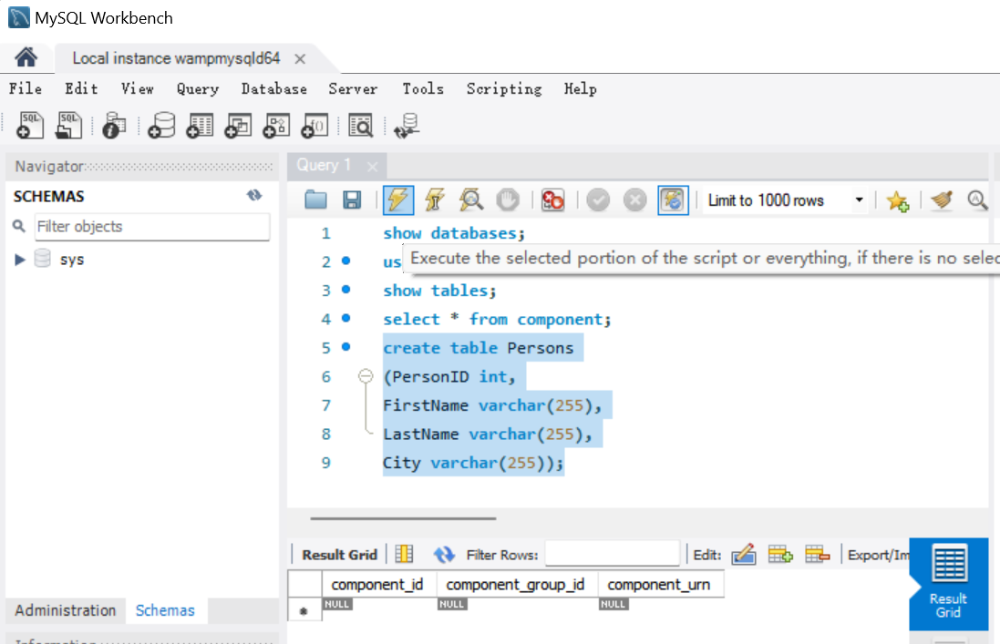 MySQL Workbench
Local instance wampmysqld64
File Edit View Query Database Server Tools Scripting Help
SQL SQL
Navigator
Query 1
SCHEMAS
Limit to 1000 rows
Filter objects
sys
1 show databases;
2 us
Execute the selected portion of the script or everything, if there is no selec
3 show tables;
4 select * from component;
5 create table Persons
6 (PersonID int,
7 FirstName varchar(255),
8 LastName varchar(255),
9 City varchar(255));
Result Grid Filter Rows: Edit: Export/Im
component_id component_group_id component_urn
NULL NULL NULL
Result
Grid
Administration Schemas
Information